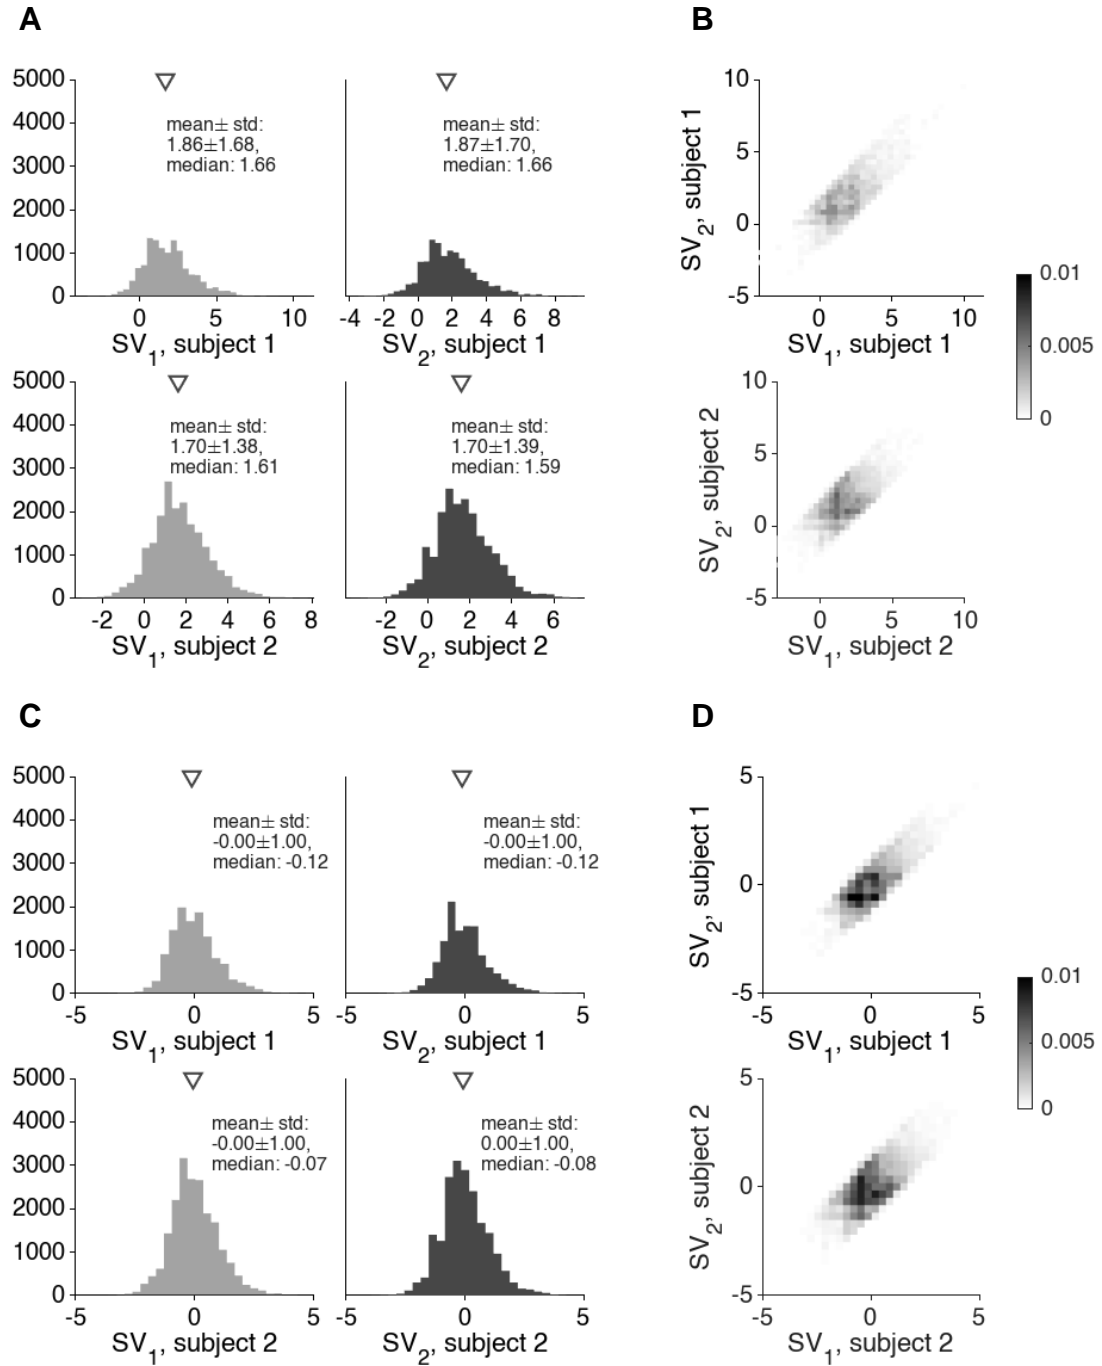 A
B
5000
4000
3000
2000
1000
0
mean± std:
1.86±1.68,
median: 1.66
0 5 10
SV1, subject 1
mean± std:
1.87±1.70,
median: 1.66
-4 -2 0 2 4 6 8
SV2, subject 1
10
5
0
-5
SV2, subject 1
0 5 10
SV1, subject 1
0.01
0.005
0
5000
4000
3000
2000
1000
0
mean± std:
1.70±1.38,
median: 1.61
-2 0 2 4 6 8
SV1, subject 2
mean± std:
1.70±1.39,
median: 1.59
-2 0 2 4 6
SV2, subject 2
10
5
0
-5
SV2, subject 2
0 5 10
SV1, subject 2
C
D
5000
4000
3000
2000
1000
0
mean± std:
-0.00±1.00,
median: -0.12
-5 0 5
SV1, subject 1
mean± std:
-0.00±1.00,
median: -0.12
-5 0 5
SV2, subject 1
5
0
-5
SV2, subject 1
-5 0 5
SV1, subject 1
0.01
0.005
0
5000
4000
3000
2000
1000
0
mean± std:
-0.00±1.00,
median: -0.07
-5 0 5
SV1, subject 2
mean± std:
0.00±1.00,
median: -0.08
-5 0 5
SV2, subject 2
5
0
-5
SV2, subject 2
-5 0 5
SV1, subject 2